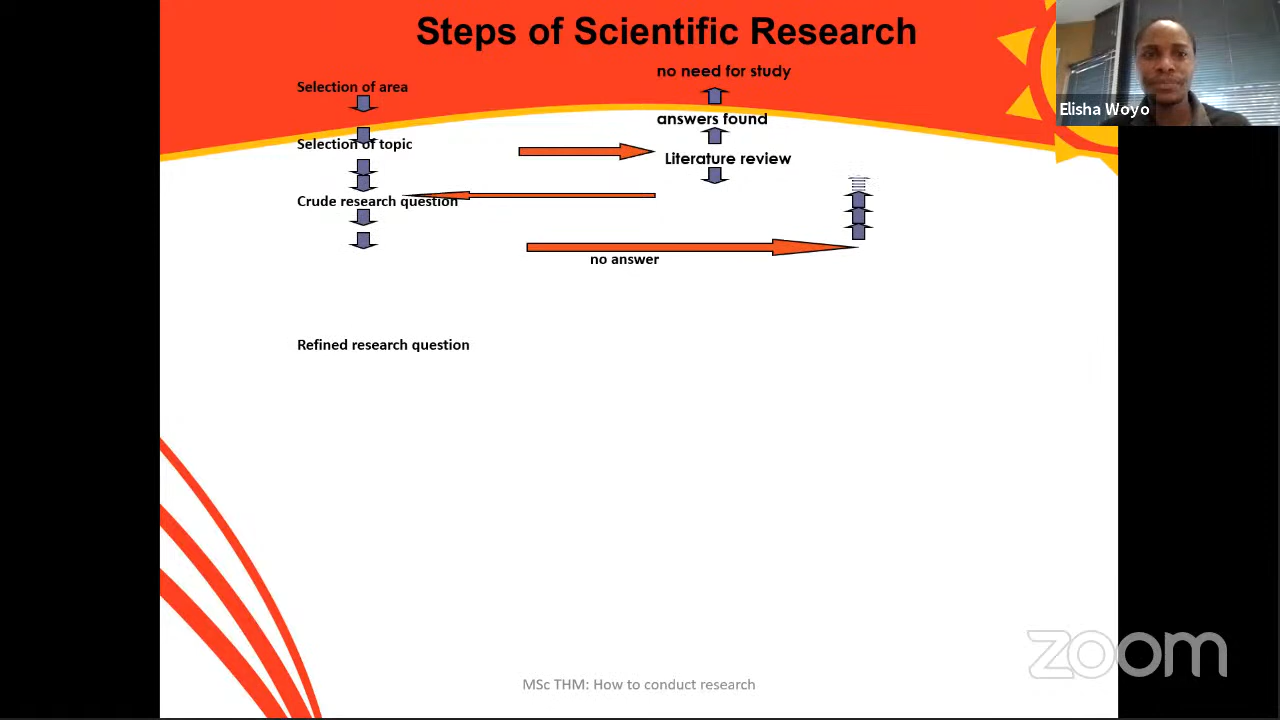 Steps of Scientific Research
Selection of area
Selection of topic
Crude research question
Refined research question
no need for study
answers found
Literature review
no answer
Elisha Woyo
MSc THM: How to conduct research
zoom